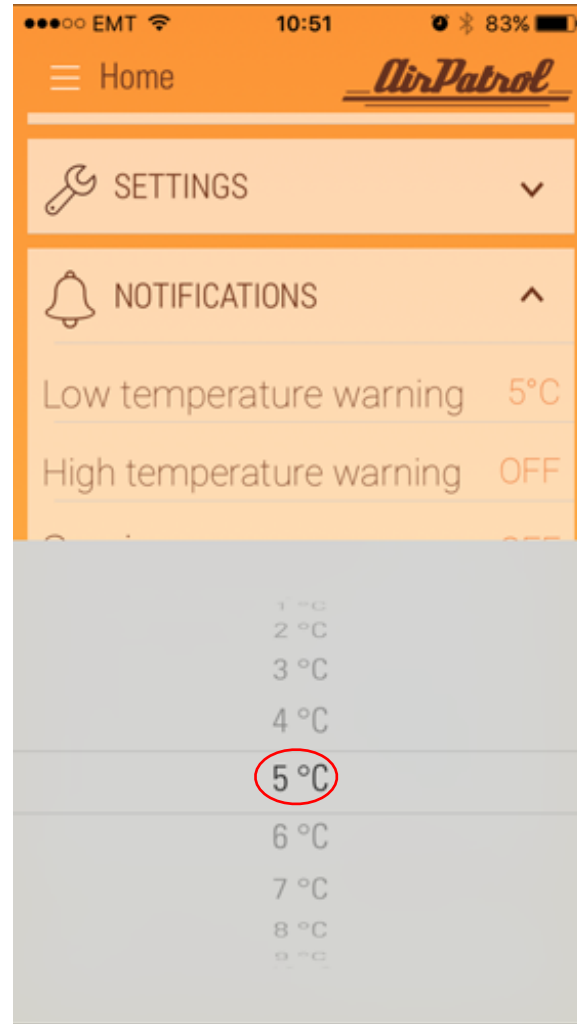 EMT 10:51 83%
Home AirPatrol
SETTINGS
NOTIFICATIONS
Low temperature warning 5°C
High temperature warning OFF
1 °C
2 °C
3 °C
4 °C
5 °C
6 °C
7 °C
8 °C
9 °C